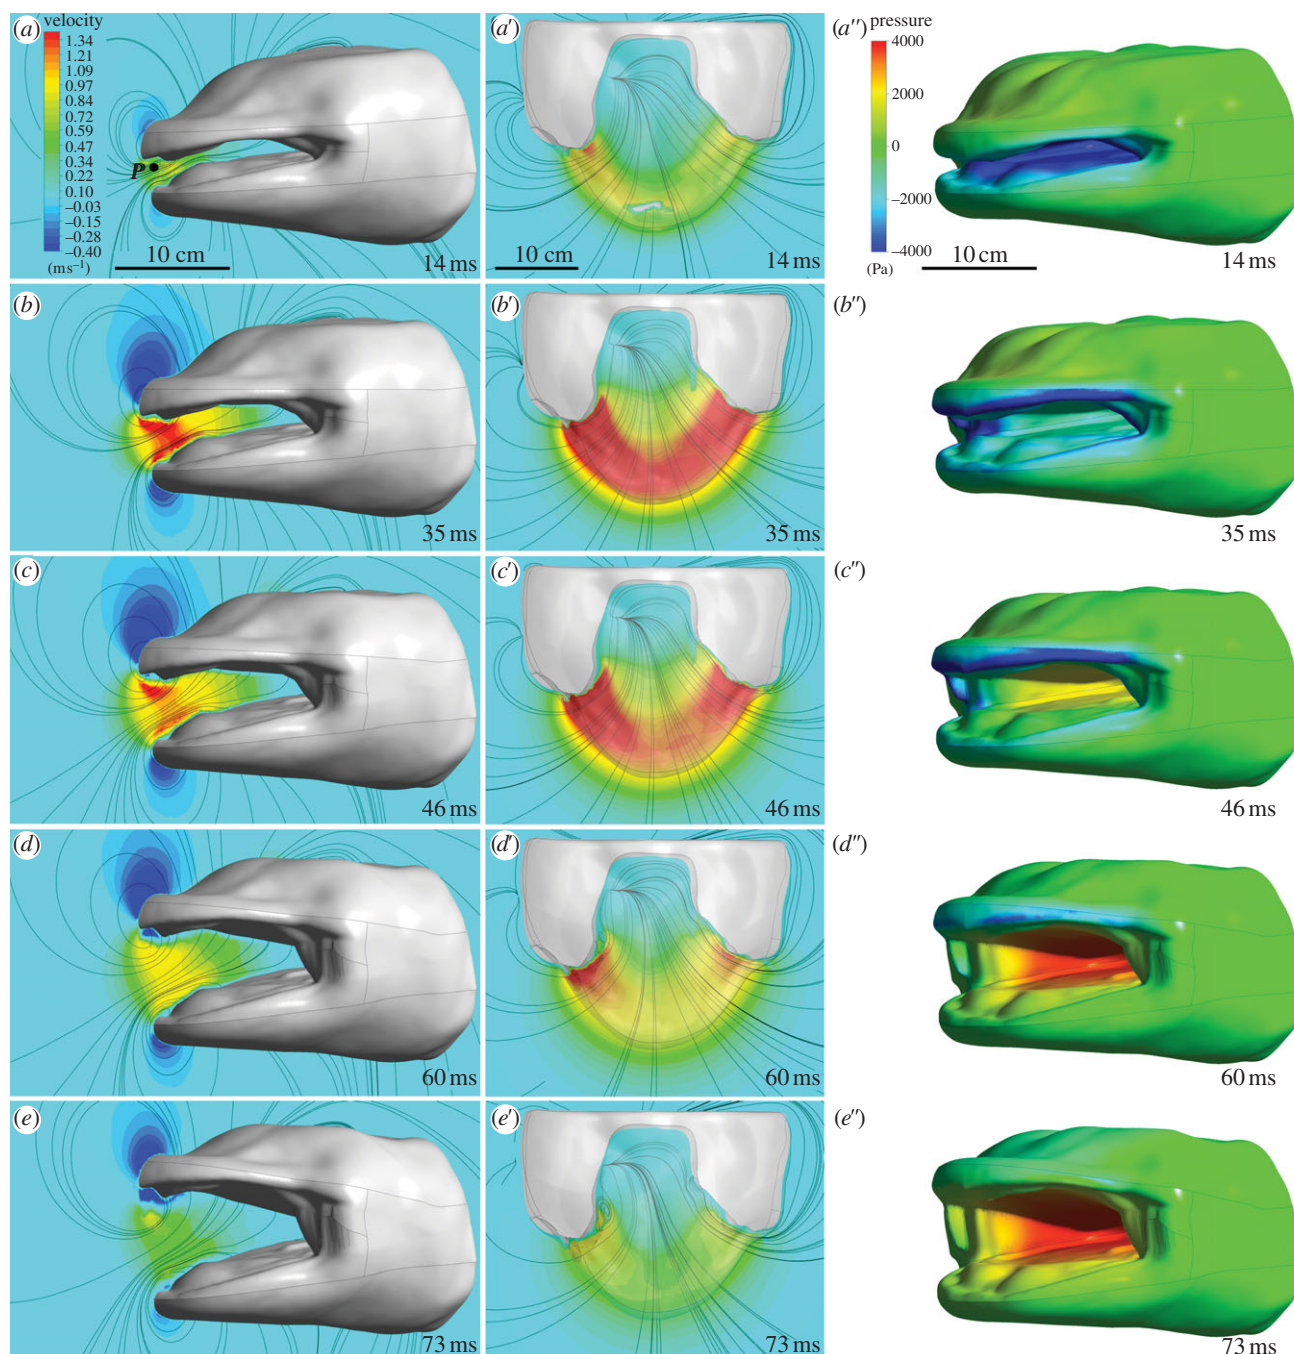 (a)
velocity
1.34
1.21
1.09
0.97
0.84
0.72
0.59
0.47
0.34
0.22
0.10
–0.03
–0.15
–0.28
–0.40
(ms⁻¹)
P
10 cm
14 ms
(a′)
10 cm
14 ms
(a″)
pressure
4000
2000
0
–2000
–4000
(Pa)
10 cm
14 ms
(b)
35 ms
(b′)
35 ms
(b″)
35 ms
(c)
46 ms
(c′)
46 ms
(c″)
46 ms
(d)
60 ms
(d′)
60 ms
(d″)
60 ms
(e)
73 ms
(e′)
73 ms
(e″)
73 ms